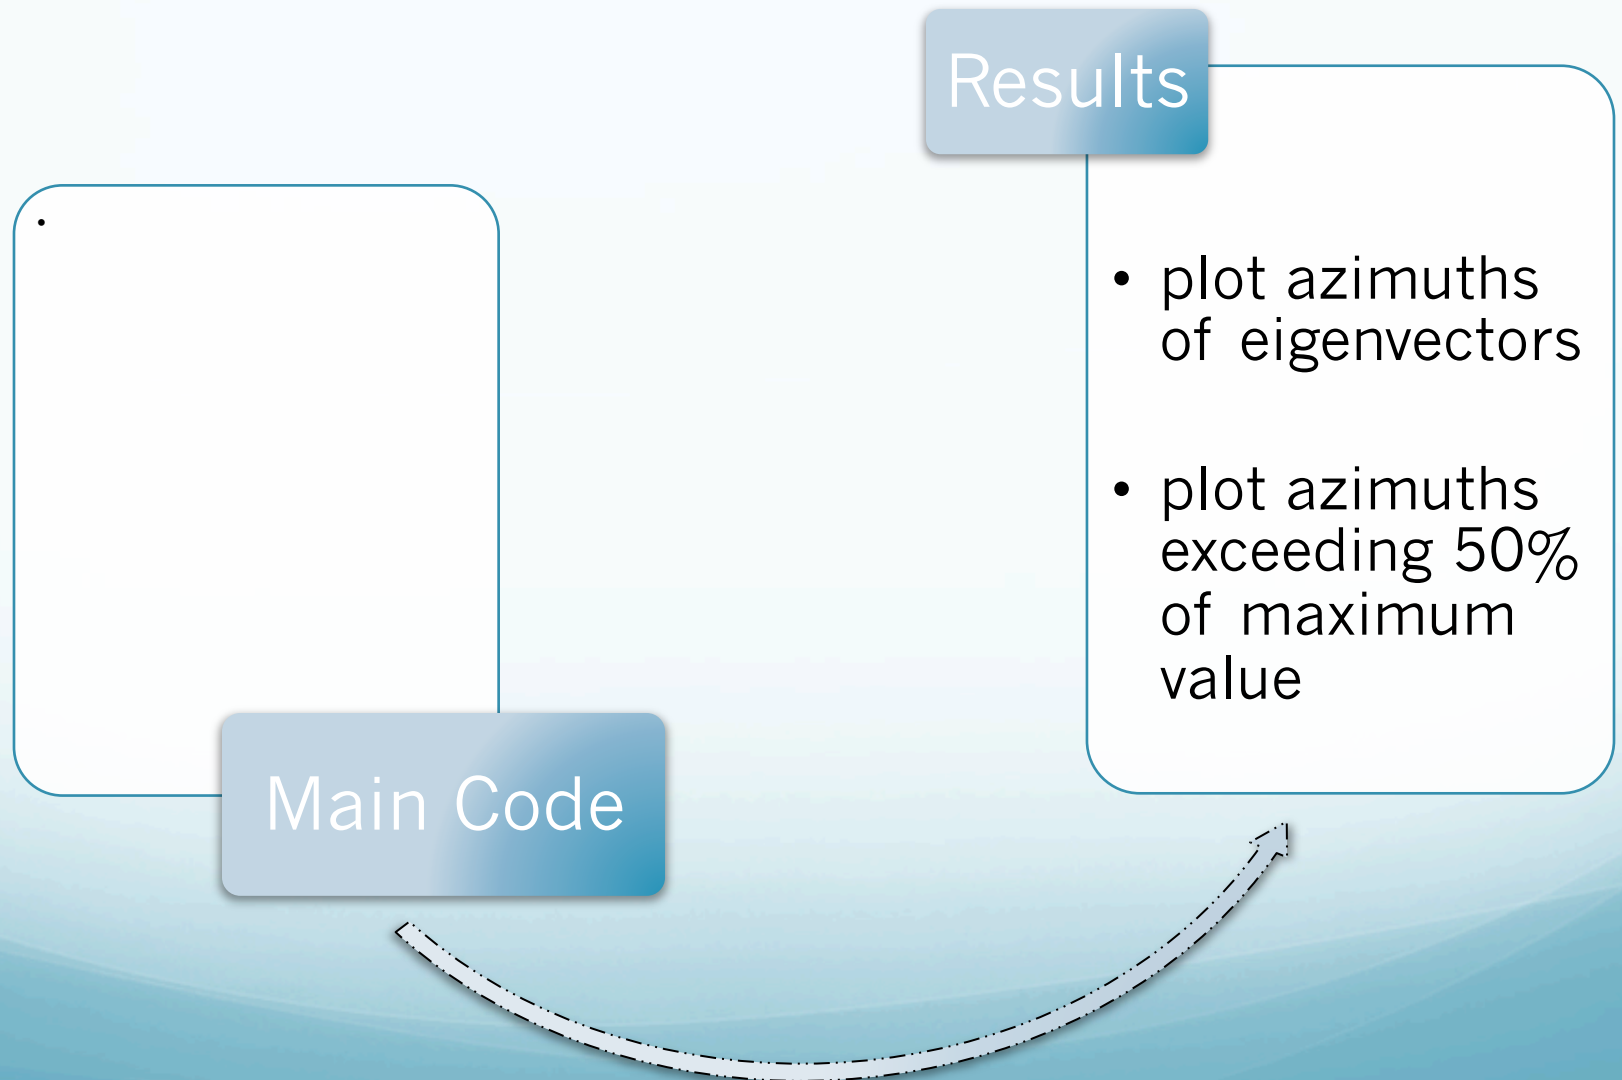 Results
• plot azimuths
of eigenvectors
• plot azimuths
exceeding 50%
of maximum
value
•
Main Code